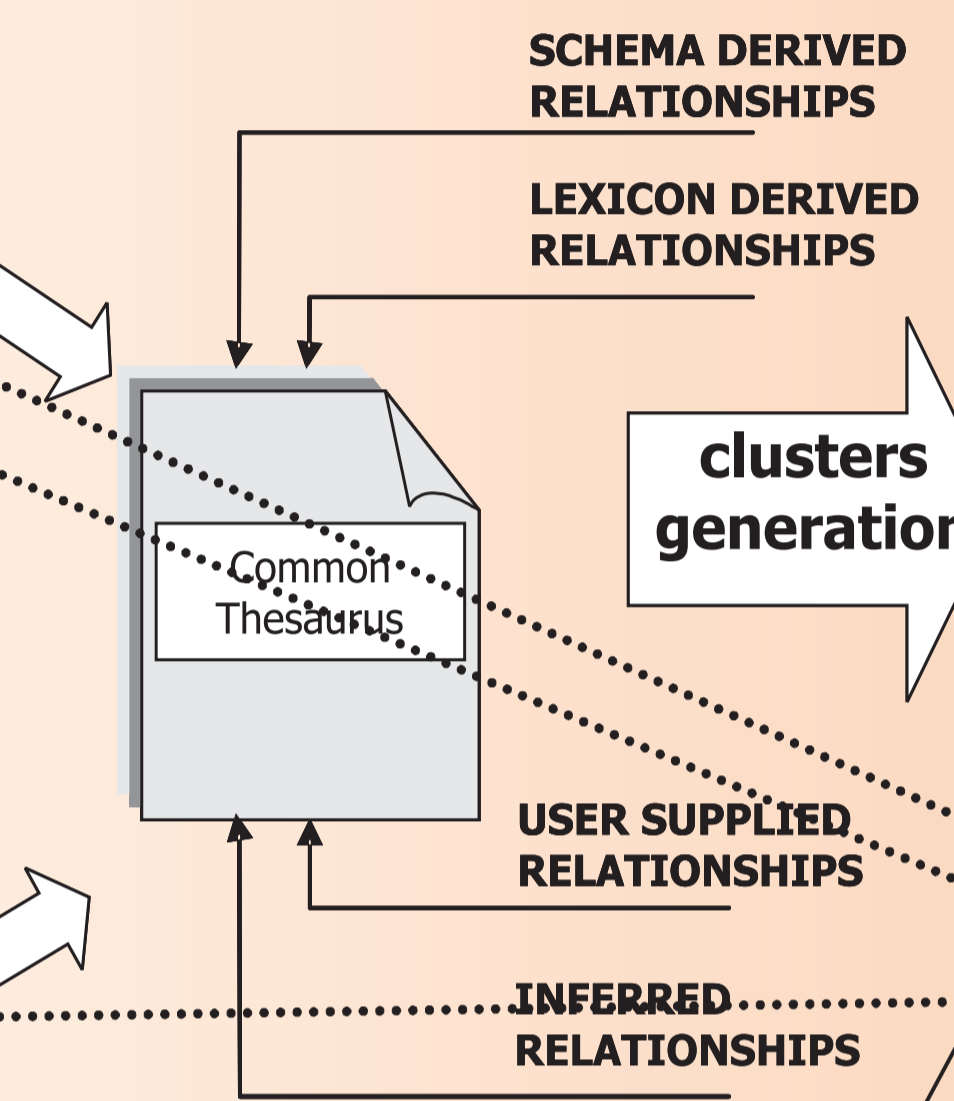 SCHEMA DERIVED
RELATIONSHIPS
LEXICON DERIVED
RELATIONSHIPS
clusters
generation
Common
Thesaurus
USER SUPPLIED
RELATIONSHIPS
INFERRED
RELATIONSHIPS